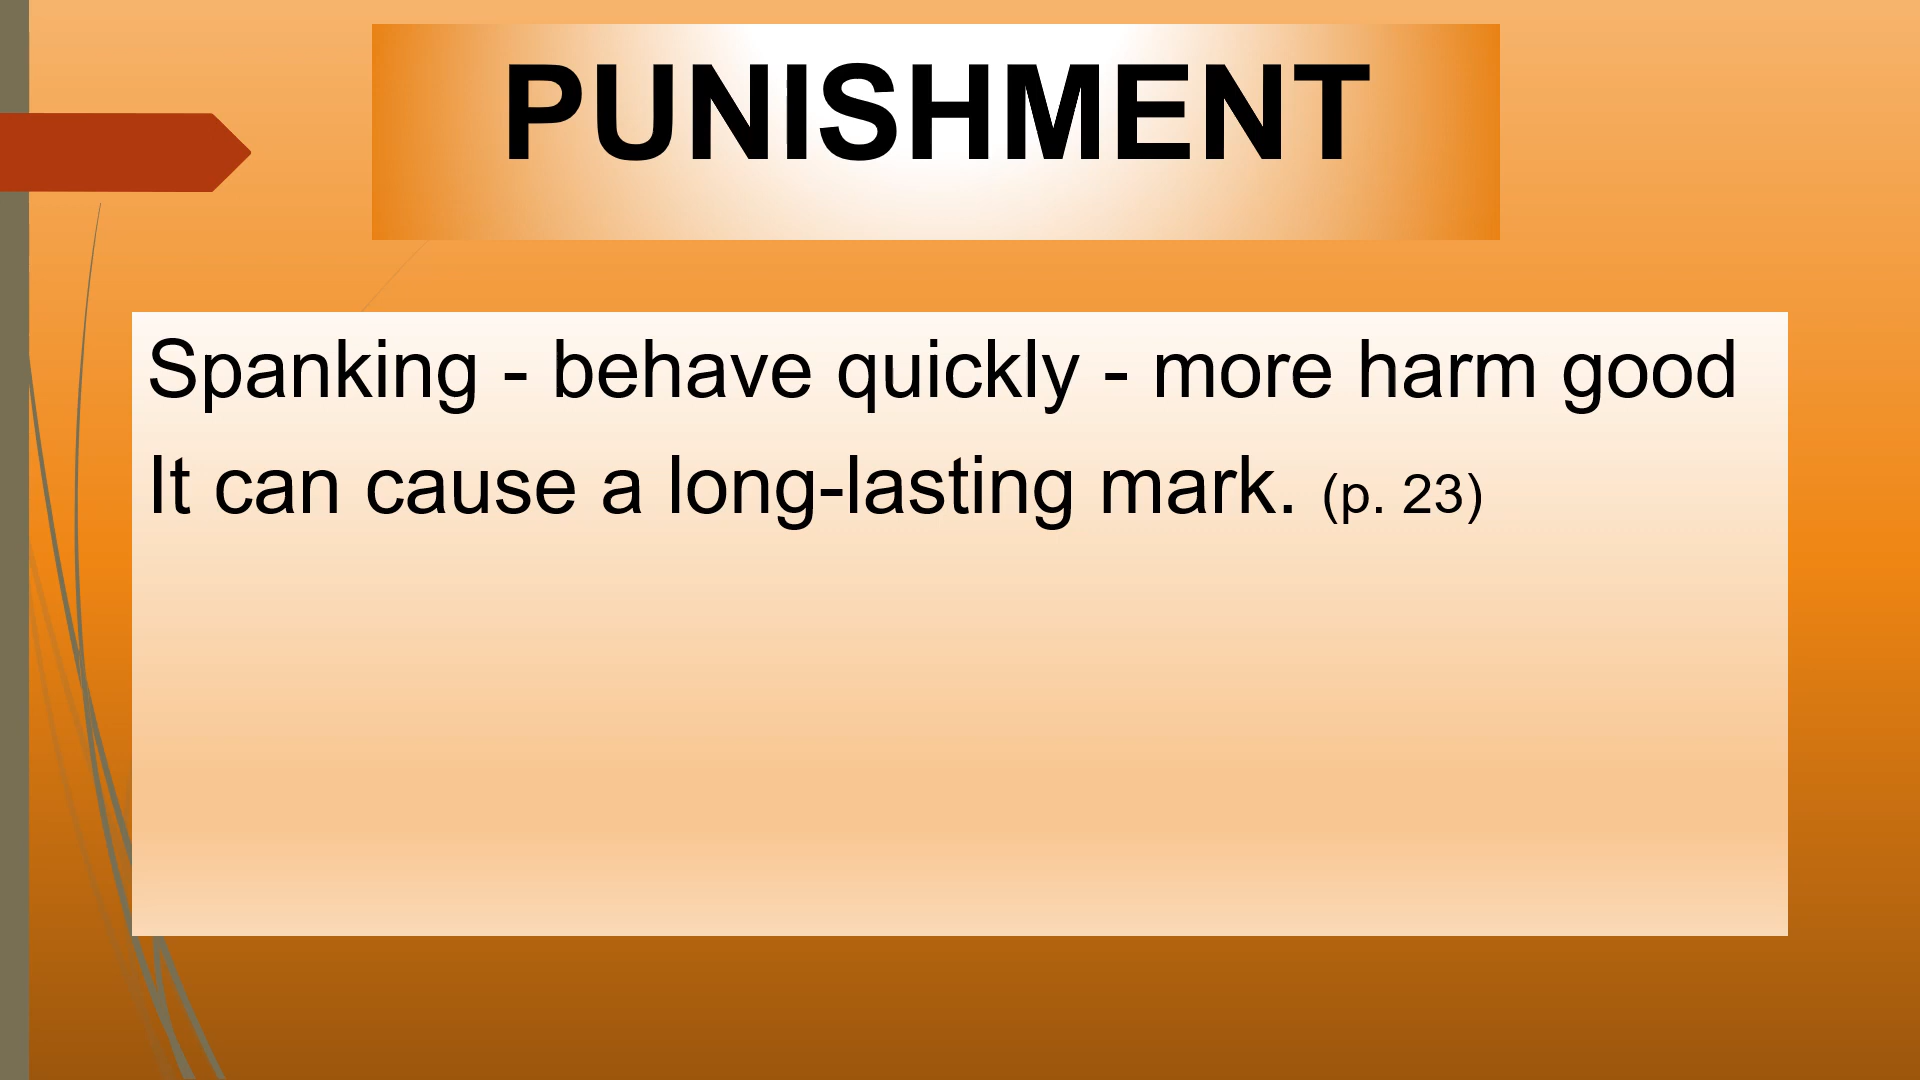 PUNISHMENT
Spanking - behave quickly - more harm good
It can cause a long-lasting mark. (p. 23)